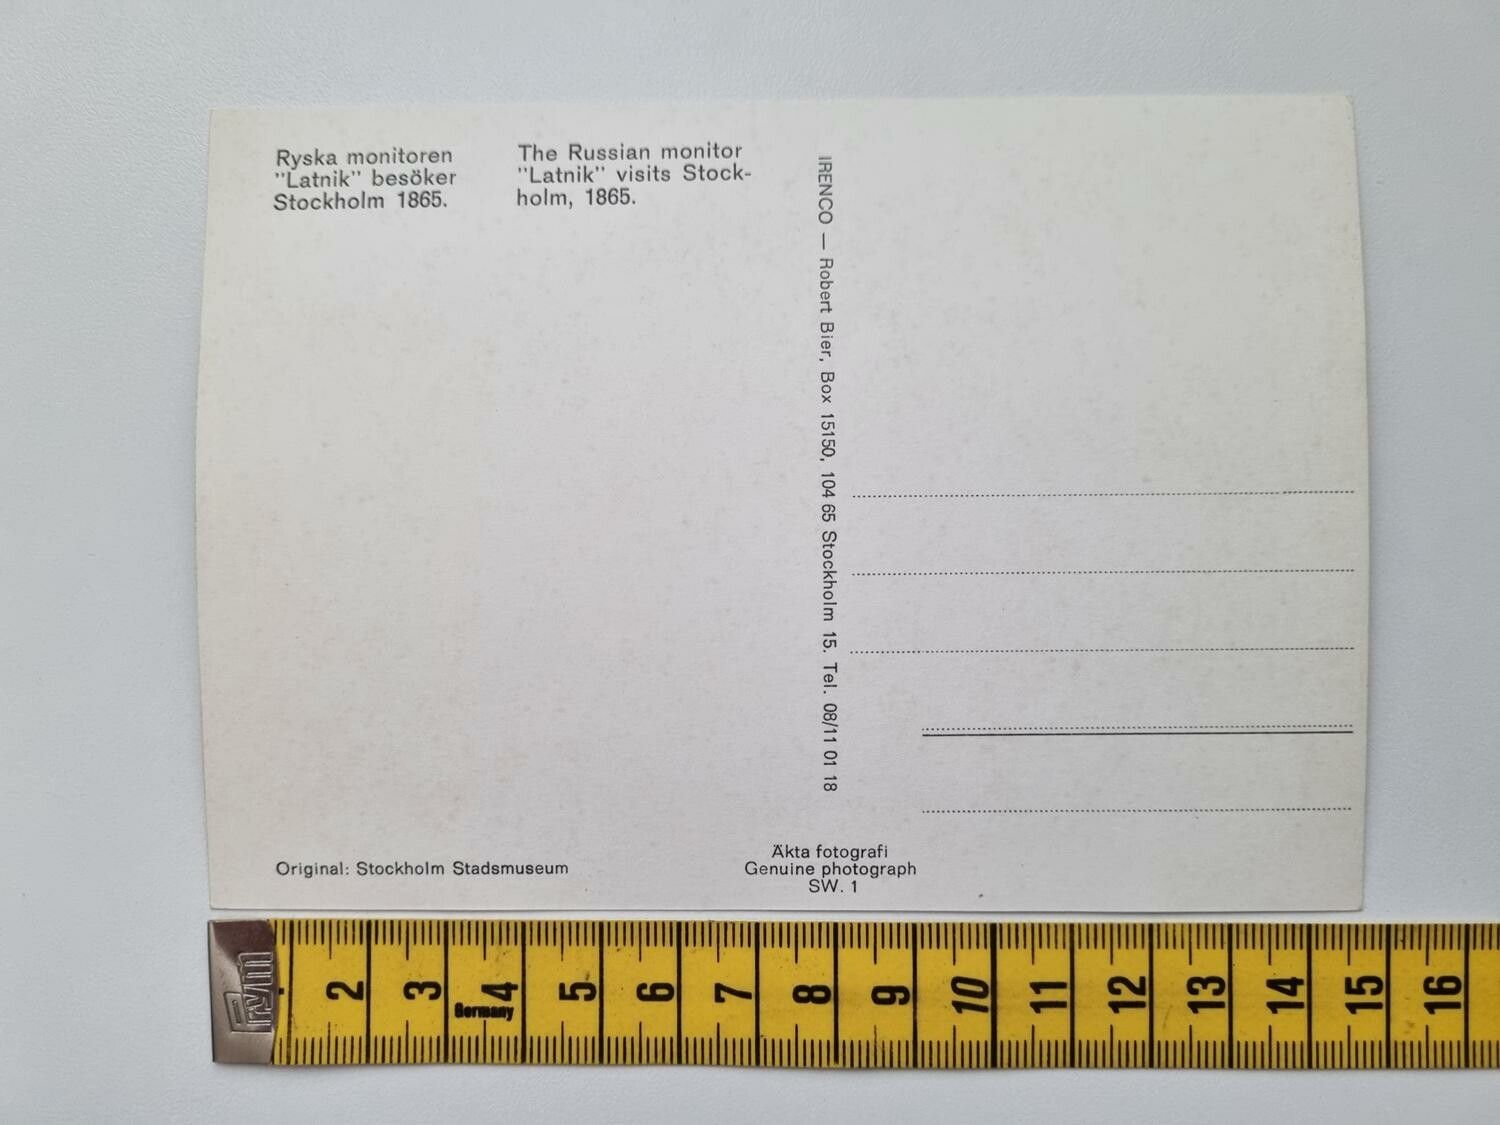 Ryska monitoren
"Latnik" besöker
Stockholm 1865.
The Russian monitor
"Latnik" visits Stock-
holm, 1865.
IRENCO — Robert Bier, Box 15150, 104 65 Stockholm 15. Tel. 08/11 01 18
Original: Stockholm Stadsmuseum
Äkta fotografi
Genuine photograph
SW. 1
Prym
2 3 4 5 6 7 8 9 10 11 12 13 14 15 16
Germany